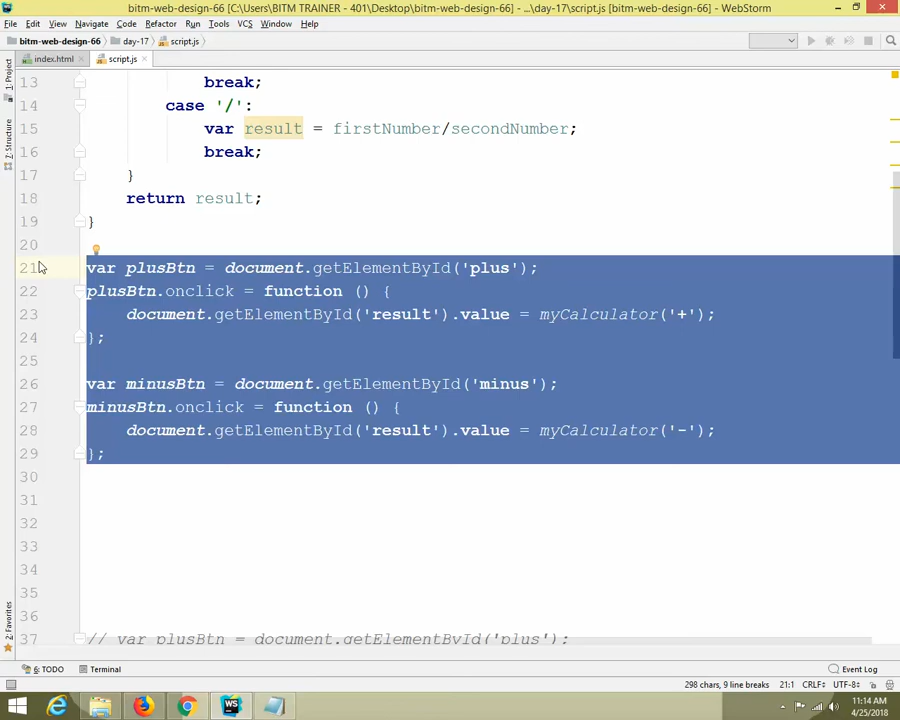 bitm-web-design-66 [C:\Users\BITM TRAINER - 401\Desktop\bitm-web-design-66] - ...\day-17\script.js [bitm-web-design-66] - WebStorm
File Edit View Navigate Code Refactor Run Tools VCS Window Help
bitm-web-design-66 day-17 script.js
index.html script.js
1: Project
7: Structure
2: Favorites
13 break;
14 case '/':
15 var result = firstNumber/secondNumber;
16 break;
17 }
18 return result;
19 }
20
21 var plusBtn = document.getElementById('plus');
22 plusBtn.onclick = function () {
23 document.getElementById('result').value = myCalculator('+');
24 };
25
26 var minusBtn = document.getElementById('minus');
27 minusBtn.onclick = function () {
28 document.getElementById('result').value = myCalculator('-');
29 };
30
31
32
33
34
35
36
37 // var plusBtn = document.getElementById('plus');
6: TODO Terminal Event Log
298 chars, 9 line breaks 21:1 CRLF÷ UTF-8÷
WS
11:14 AM
4/25/2018